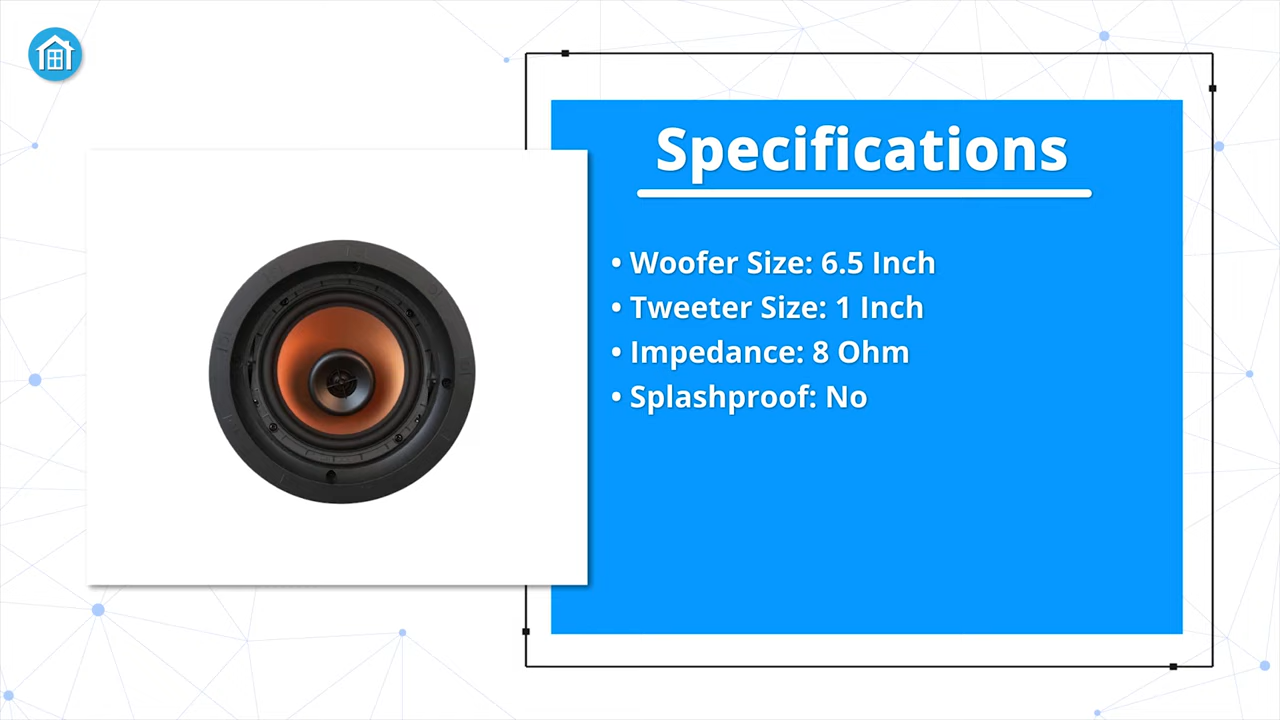 Specifications
• Woofer Size: 6.5 Inch
• Tweeter Size: 1 Inch
• Impedance: 8 Ohm
• Splashproof: No